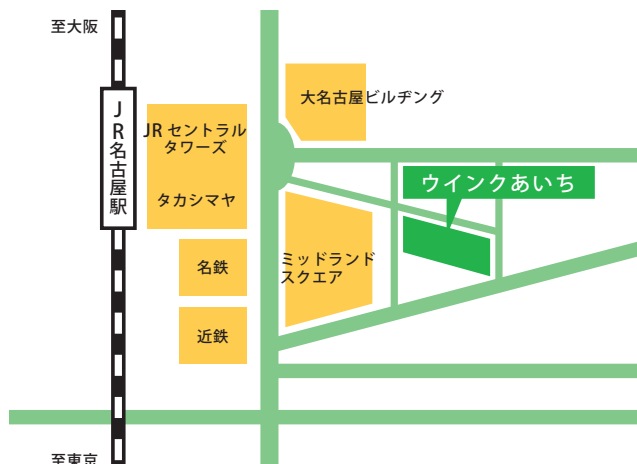 至大阪
JR名古屋駅
JR セントラル
タワーズ
タカシマヤ
大名古屋ビルヂング
ウインクあいち
名鉄
ミッドランド
スクエア
近鉄
至東京